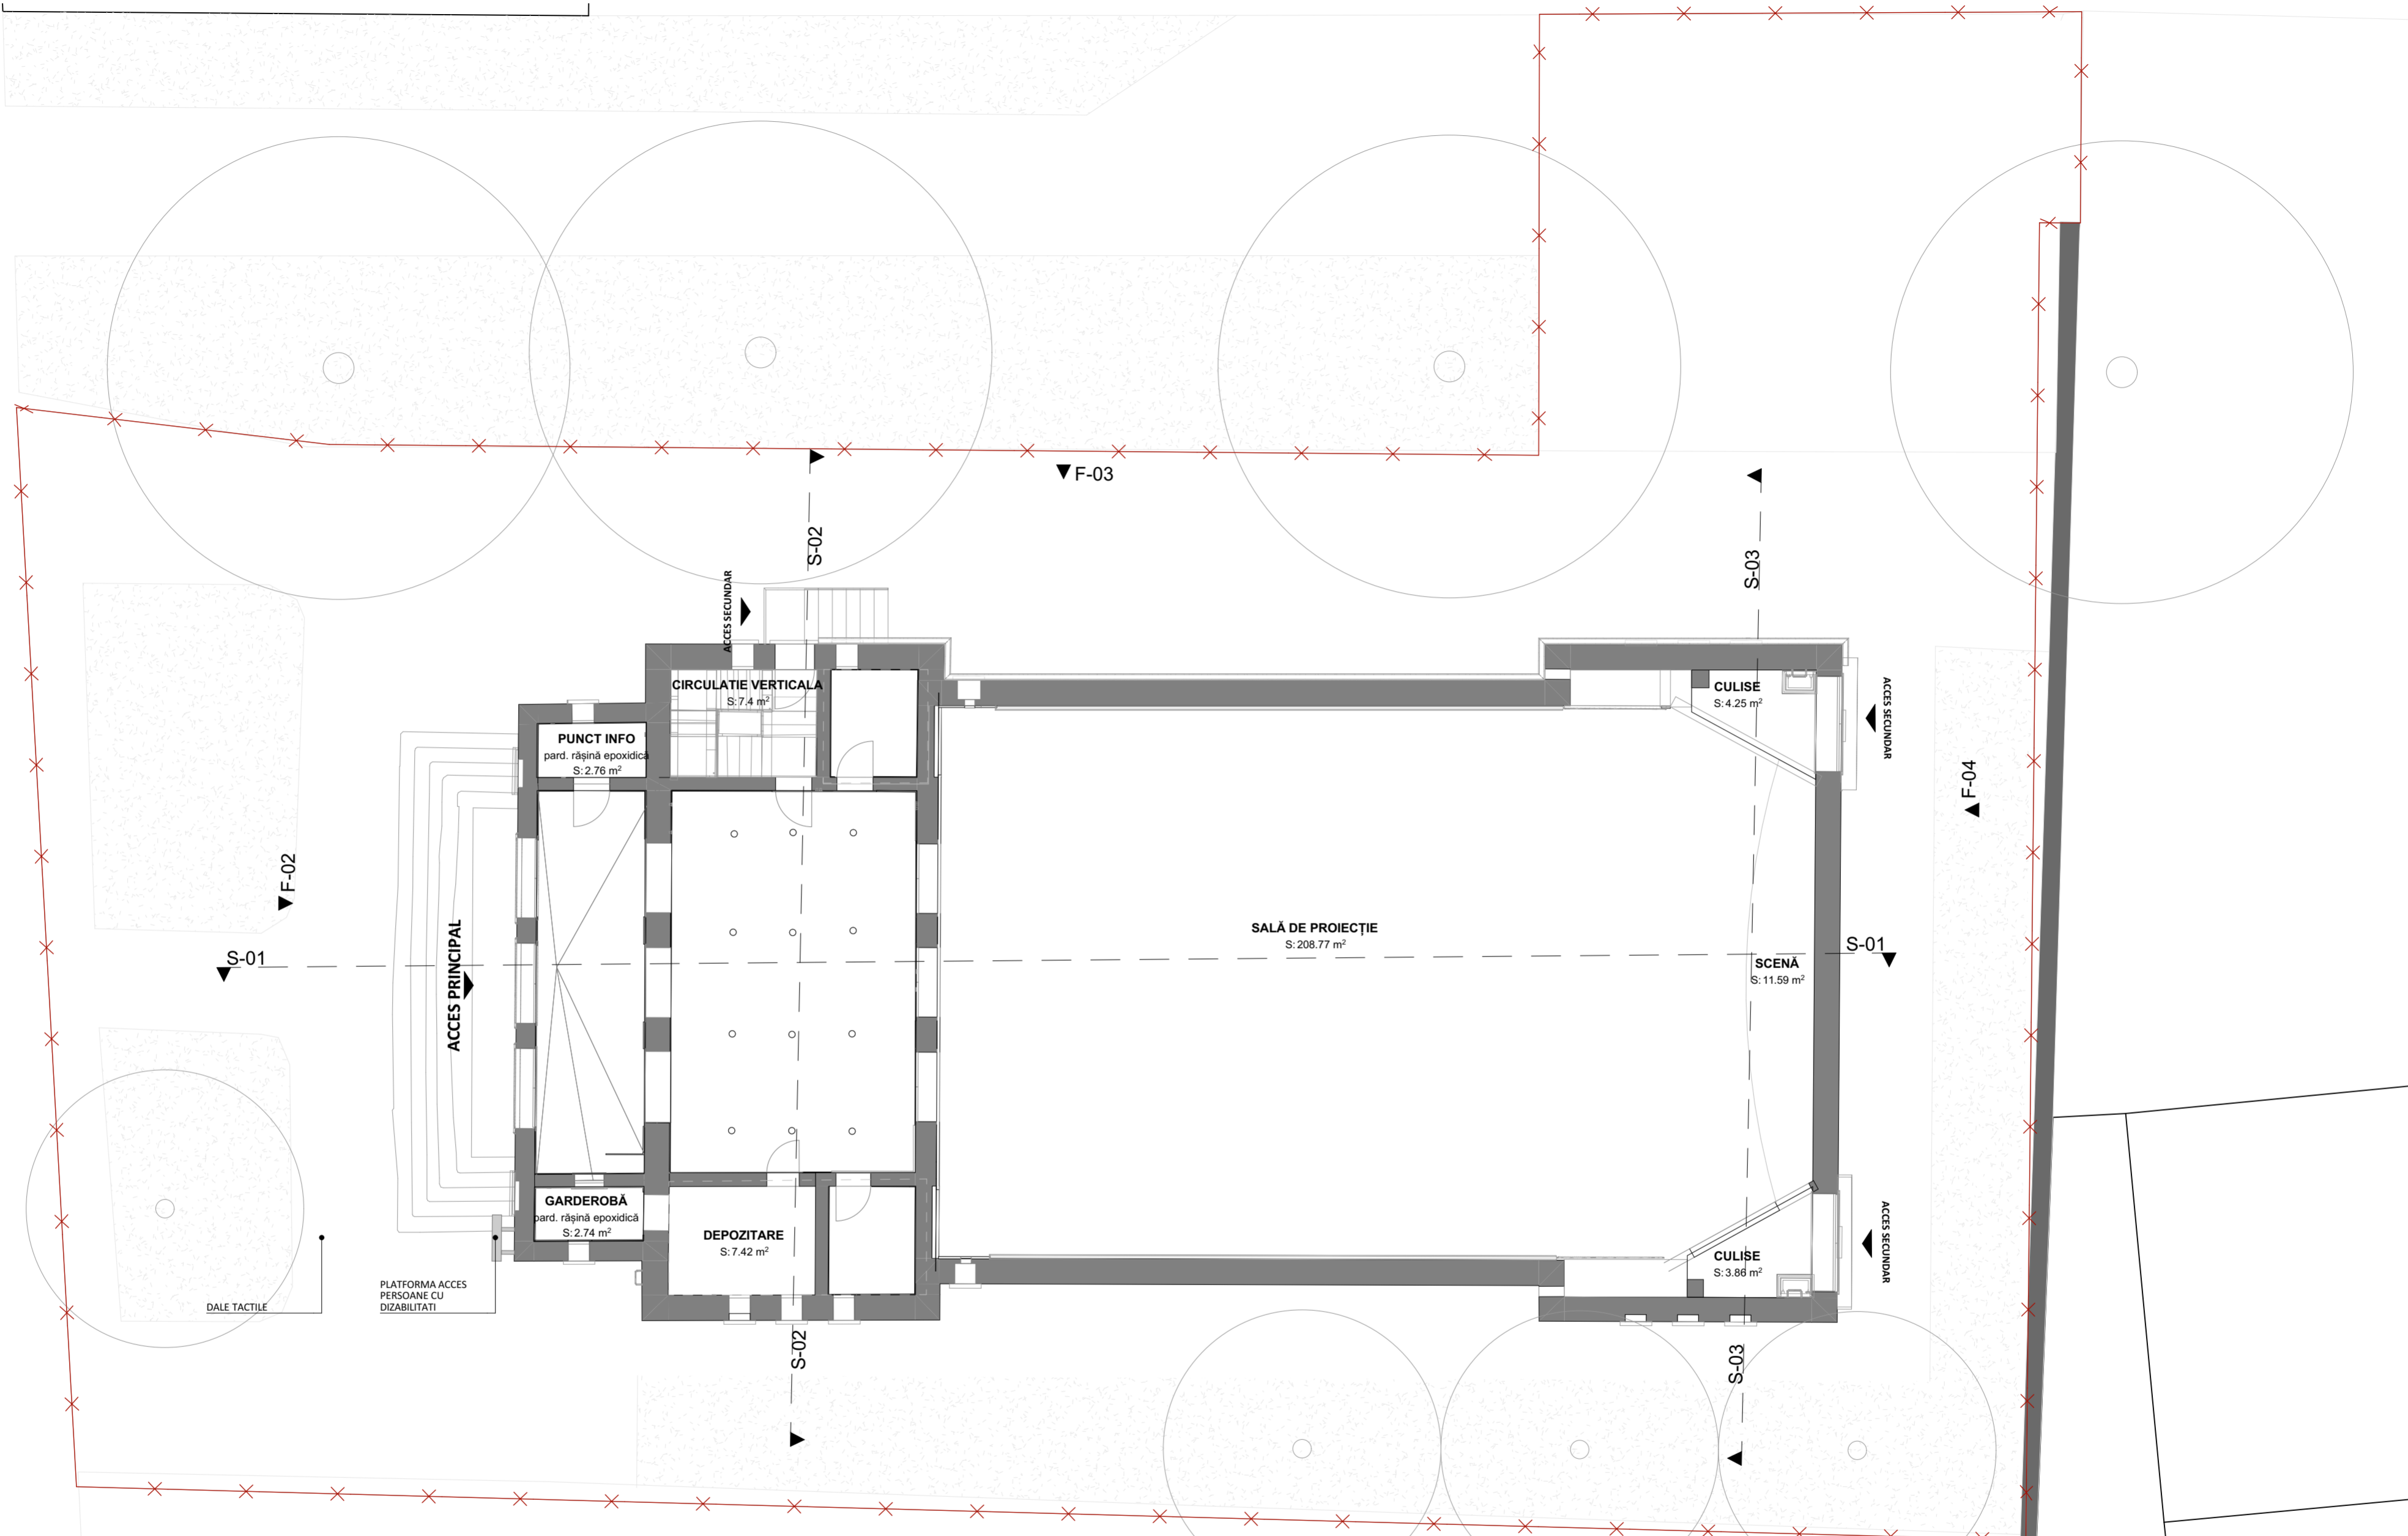 F-03
S-02
S-03
ACCES SECUNDAR
CIRCULATIE VERTICALA
S: 7.4 m²
CULISE
S: 4.25 m²
ACCES SECUNDAR
PUNCT INFO
pard. rășină epoxidică
S: 2.76 m²
F-04
F-02
ACCES PRINCIPAL
SALĂ DE PROIECȚIE
S: 208.77 m²
S-01
S-01
SCENĂ
S: 11.59 m²
GARDEROBĂ
pard. rășină epoxidică
S: 2.74 m²
DEPOZITARE
S: 7.42 m²
CULISE
S: 3.86 m²
ACCES SECUNDAR
DALE TACTILE
PLATFORMA ACCES
PERSOANE CU
DIZABILITATI
S-02
S-03